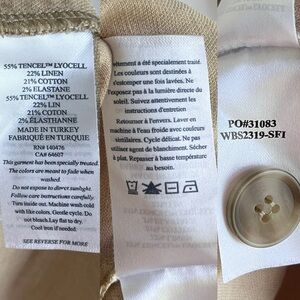 55% TENCEL™ LYOCELL
22% LINEN
21% COTTON
2% ELASTANE
55% TENCEL™ LYOCELL
22% LIN
21% COTON
2% ÉLASTHANNE
MADE IN TURKEY
FABRIQUÉ EN TURQUIE
RN# 140476
CA# 64607
This garment has been specially treated.
The colors are meant to fade when
washed.
Do not expose to direct sunlight.
Follow care instructions carefully
Turn inside out. Machine wash cold
with like colors. Gentle cycle. Do
not bleach. Lay flat to dry.
Cool iron if needed.
SEE REVERSE FOR MORE
vêtement a été specialement traité.
Les couleurs sont destinées à
s'estomper une fois lavées. Ne
l'exposez pas à la lumière directe du
soleil. Suivez attentivement les
instructions d'entretien
Retourner à l'envers. Laver en
machine à l'eau froide avec couleurs
similaires. Cycle délicat. Ne pas
utiliser agent de blanchiment. Sécher
à plat. Repasser à basse température
au besoin.
PO#31083
WBS2319-SFI